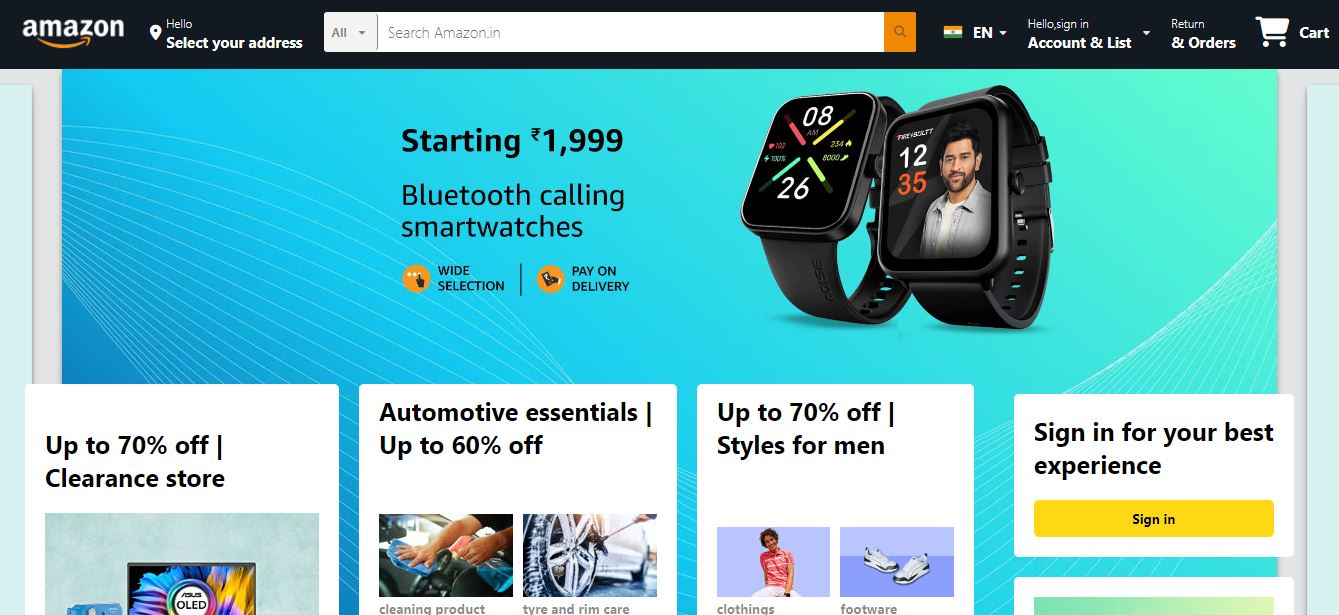 amazon
Hello
Select your address
All
Search Amazon.in
EN
Hello,sign in
Account & List
Return
& Orders
Cart
Starting ₹1,999
Bluetooth calling
smartwatches
WIDE
SELECTION
PAY ON
DELIVERY
08
AM
102
234
100%
8000
26
NOISE
FIRE BOLTT
12
35
Up to 70% off |
Clearance store
ASUS
OLED
Automotive essentials |
Up to 60% off
cleaning product
tyre and rim care
Up to 70% off |
Styles for men
clothings
footware
Sign in for your best
experience
Sign in